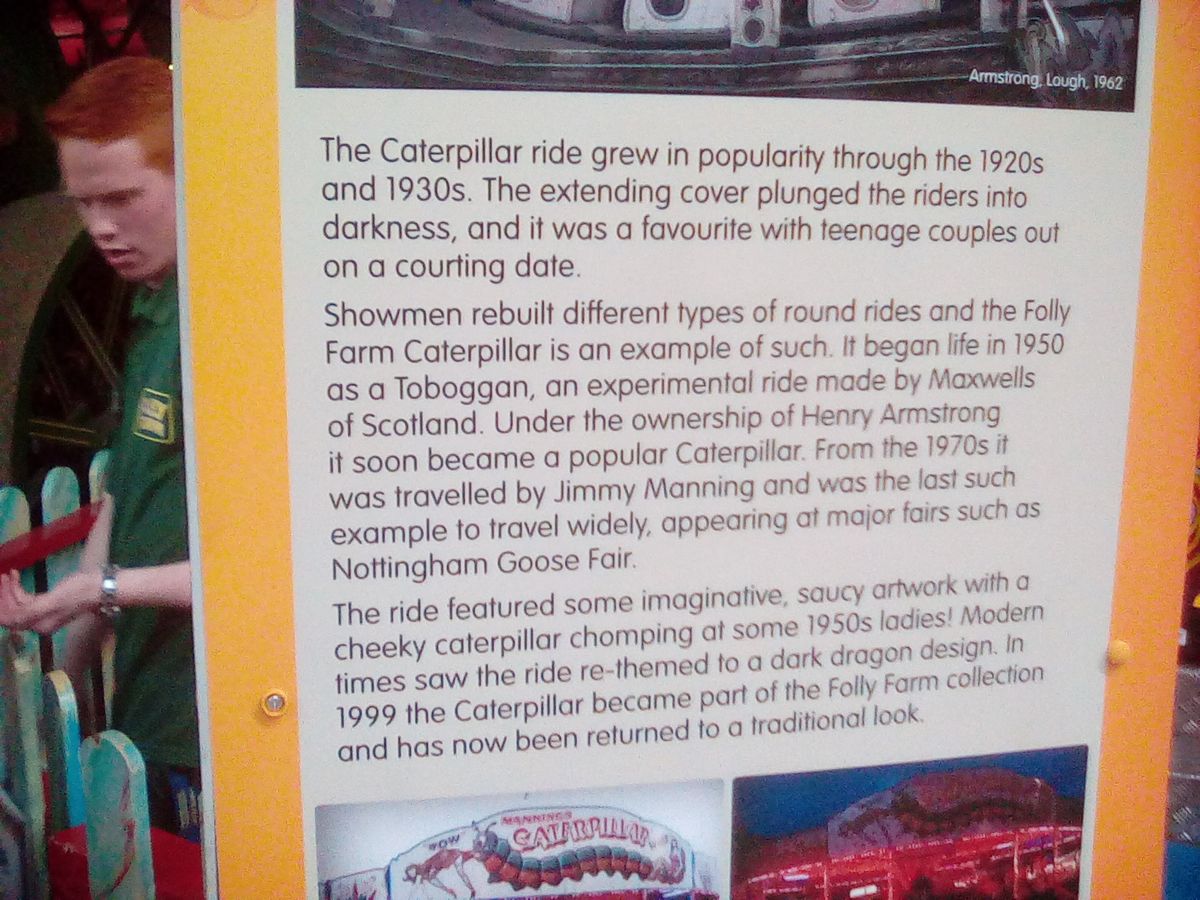 Armstrong, Lough, 1962
The Caterpillar ride grew in popularity through the 1920s
and 1930s. The extending cover plunged the riders into
darkness, and it was a favourite with teenage couples out
on a courting date.
Showmen rebuilt different types of round rides and the Folly
Farm Caterpillar is an example of such. It began life in 1950
as a Toboggan, an experimental ride made by Maxwells
of Scotland. Under the ownership of Henry Armstrong
it soon became a popular Caterpillar. From the 1970s it
was travelled by Jimmy Manning and was the last such
example to travel widely, appearing at major fairs such as
Nottingham Goose Fair.
The ride featured some imaginative, saucy artwork with a
cheeky caterpillar chomping at some 1950s ladies! Modern
times saw the ride re-themed to a dark dragon design. In
1999 the Caterpillar became part of the Folly Farm collection
and has now been returned to a traditional look.
MANNING'S
CATERPILLAR
WOW